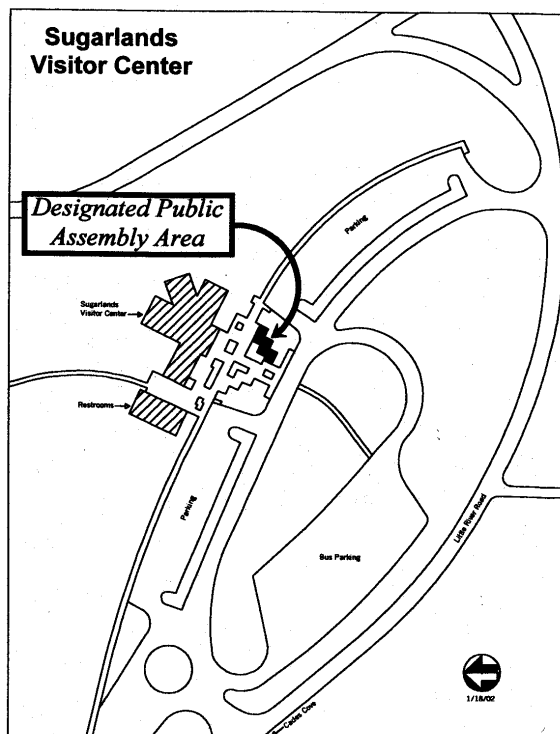 Sugarlands
Visitor Center
Designated Public
Assembly Area
Parking
Sugarlands
Visitor Center
Restrooms
Parking
Bus Parking
Little River Road
Cades Cove
1/18/02